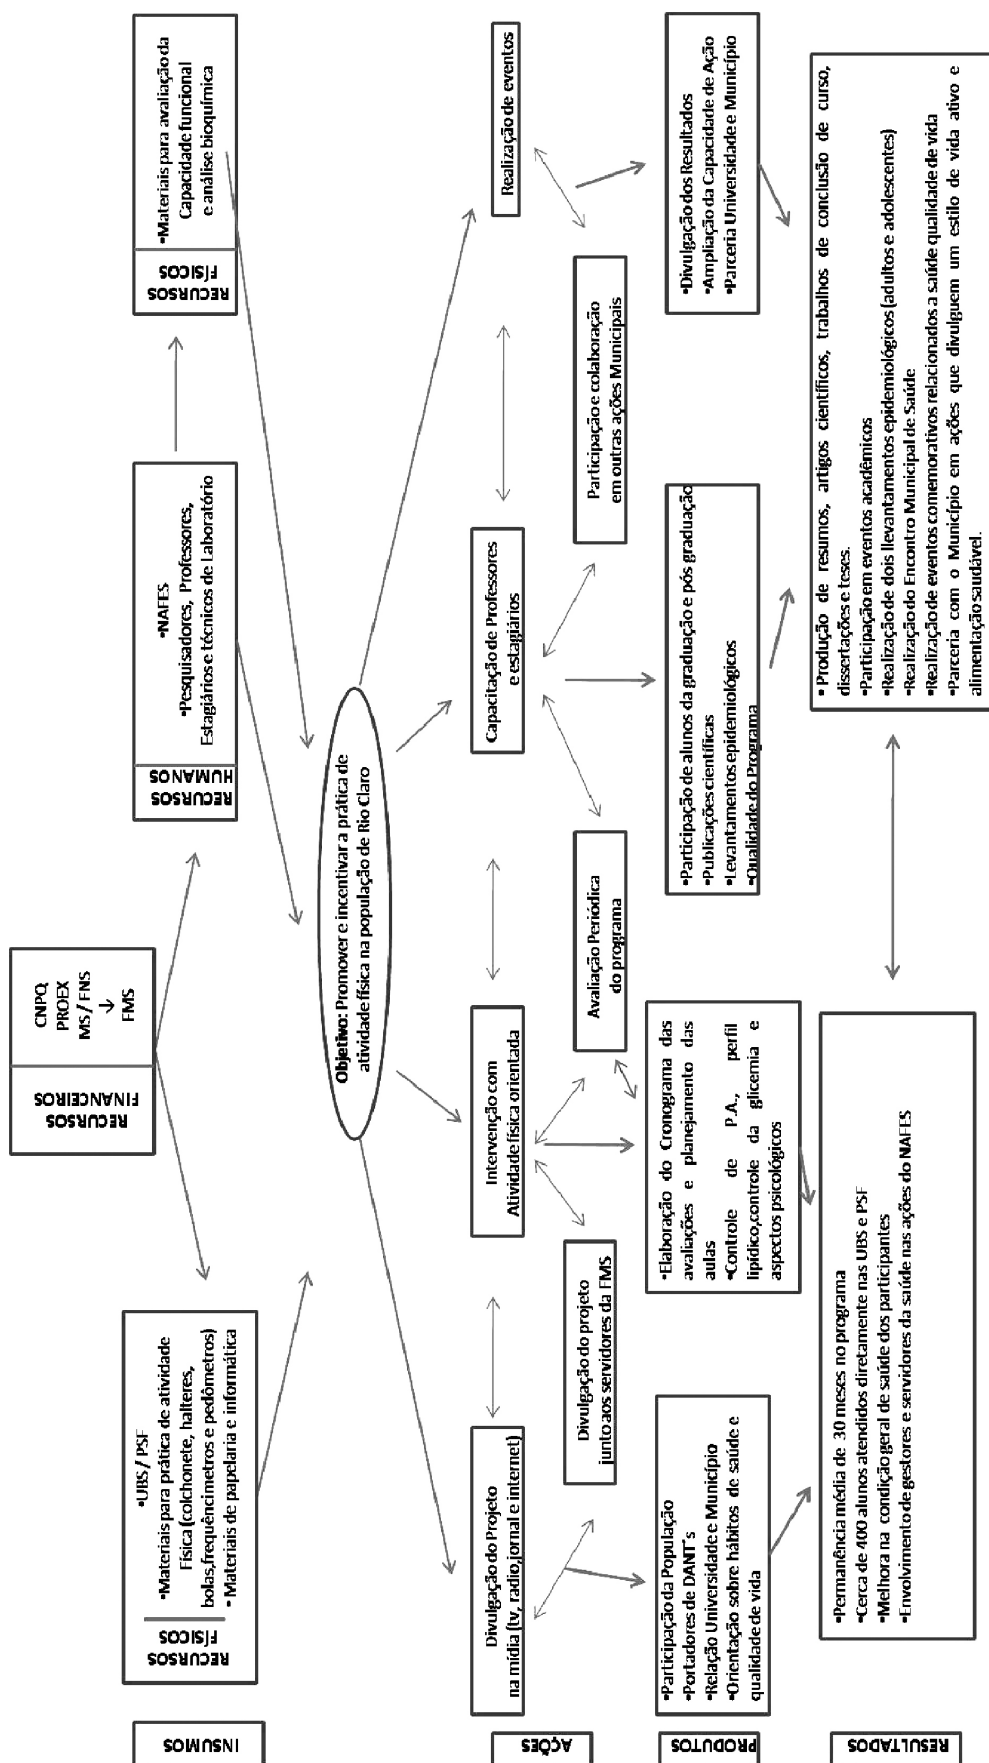 INSUMOS
RECURSOS
FINANCEIROS
CNPQ
PROEX
MS / FNS
↓
FMS
RECURSOS
FÍSICOS
•UBS / PSF
•Materiais para prática de atividade
Física (colchonete, halteres,
bolas,frequêncimetros e pedômetros)
• Materiais de papelaria e informática
RECURSOS
HUMANOS
•NAFES
•Pesquisadores, Professores,
Estagiários e técnicos de Laboratório
RECURSOS
FÍSICOS
•Materiais para avaliação da
Capacidade funcional
e análise bioquímica
Objetivo: Promover e incentivar a prática de
atividade física na população de Rio Claro
AÇÕES
Divulgação do Projeto
na mídia (tv, radio,jornal e internet)
Intervenção com
Atividade física orientada
Capacitação de Professores
e estagiários
Realização de eventos
Divulgação do projeto
junto aos servidores da FMS
Avaliação Periódica
do programa
Participação e colaboração
em outras ações Municipais
PRODUTOS
•Participação da População
•Portadores de DANT´s
•Relação Universidade e Município
•Orientação sobre hábitos de saúde e
qualidade de vida
•Elaboração do Cronograma das
avaliações e planejamento das
aulas
•Controle de P.A., perfil
lipídico,controle da glicemia e
aspectos psicológicos
•Participação de alunos da graduação e pós graduação
•Publicações científicas
•Levantamentos epidemiológicos
•Qualidade do Programa
•Divulgação dos Resultados
•Ampliação da Capacidade de Ação
•Parceria Universidade e Município
RESULTADOS
•Permanência média de 30 meses no programa
•Cerca de 400 alunos atendidos diretamente nas UBS e PSF
•Melhora na condição geral de saúde dos participantes
•Envolvimento de gestores e servidores da saúde nas ações do NAFES
• Produção de resumos, artigos científicos, trabalhos de conclusão de curso,
dissertações e teses.
•Participação em eventos acadêmicos
•Realização de dois llevantamentos epidemiológicos (adultos e adolescentes)
•Realização do Encontro Municipal de Saúde
•Realização de eventos comemorativos relacionados a saúde qualidade de vida
•Parceria com o Município em ações que divulguem um estilo de vida ativo e
alimentação saudável.